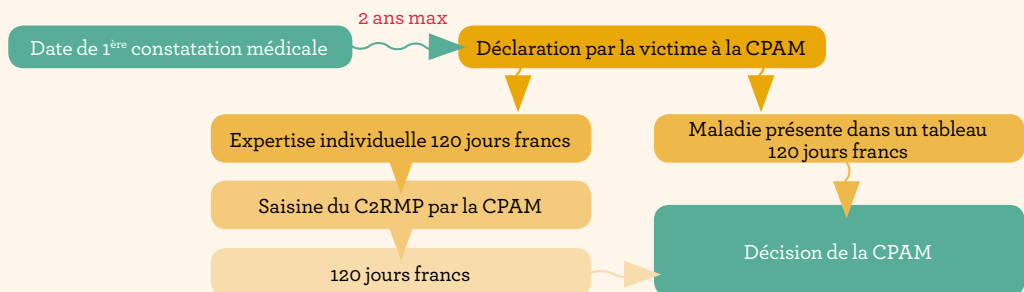 2 ans max
Date de 1ère constatation médicale
Déclaration par la victime à la CPAM
Expertise individuelle 120 jours francs
Maladie présente dans un tableau
120 jours francs
Saisine du C2RMP par la CPAM
Décision de la CPAM
120 jours francs